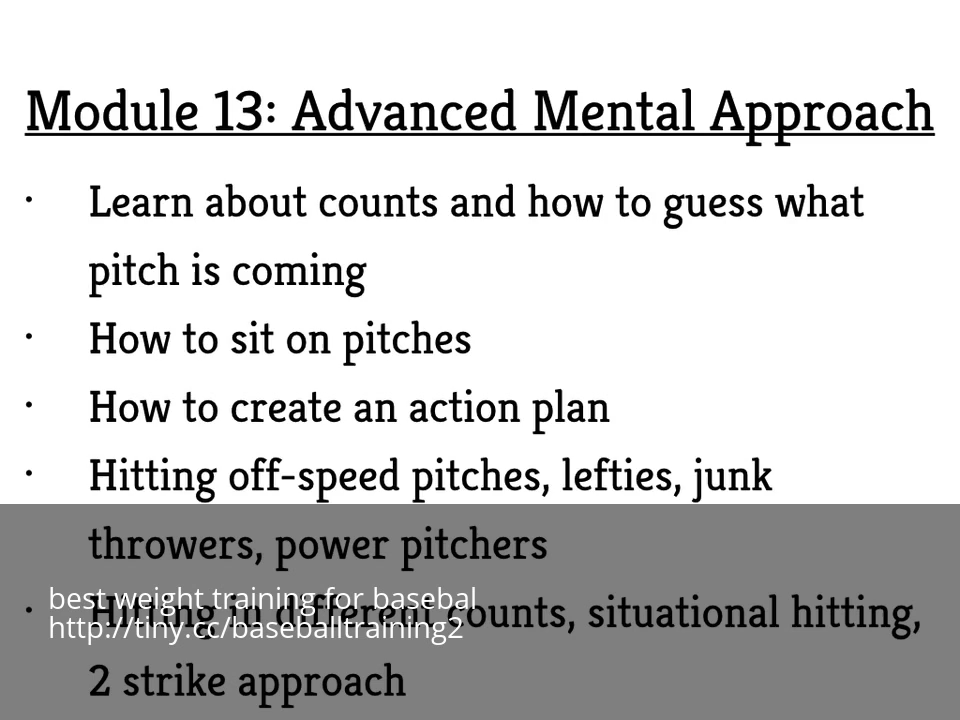 Module 13: Advanced Mental Approach
· Learn about counts and how to guess what
pitch is coming
· How to sit on pitches
· How to create an action plan
· Hitting off-speed pitches, lefties, junk
throwers, power pitchers
· Hitting in different counts, situational hitting,
2 strike approach
best weight training for basebal
http://tiny.cc/baseballtraining2